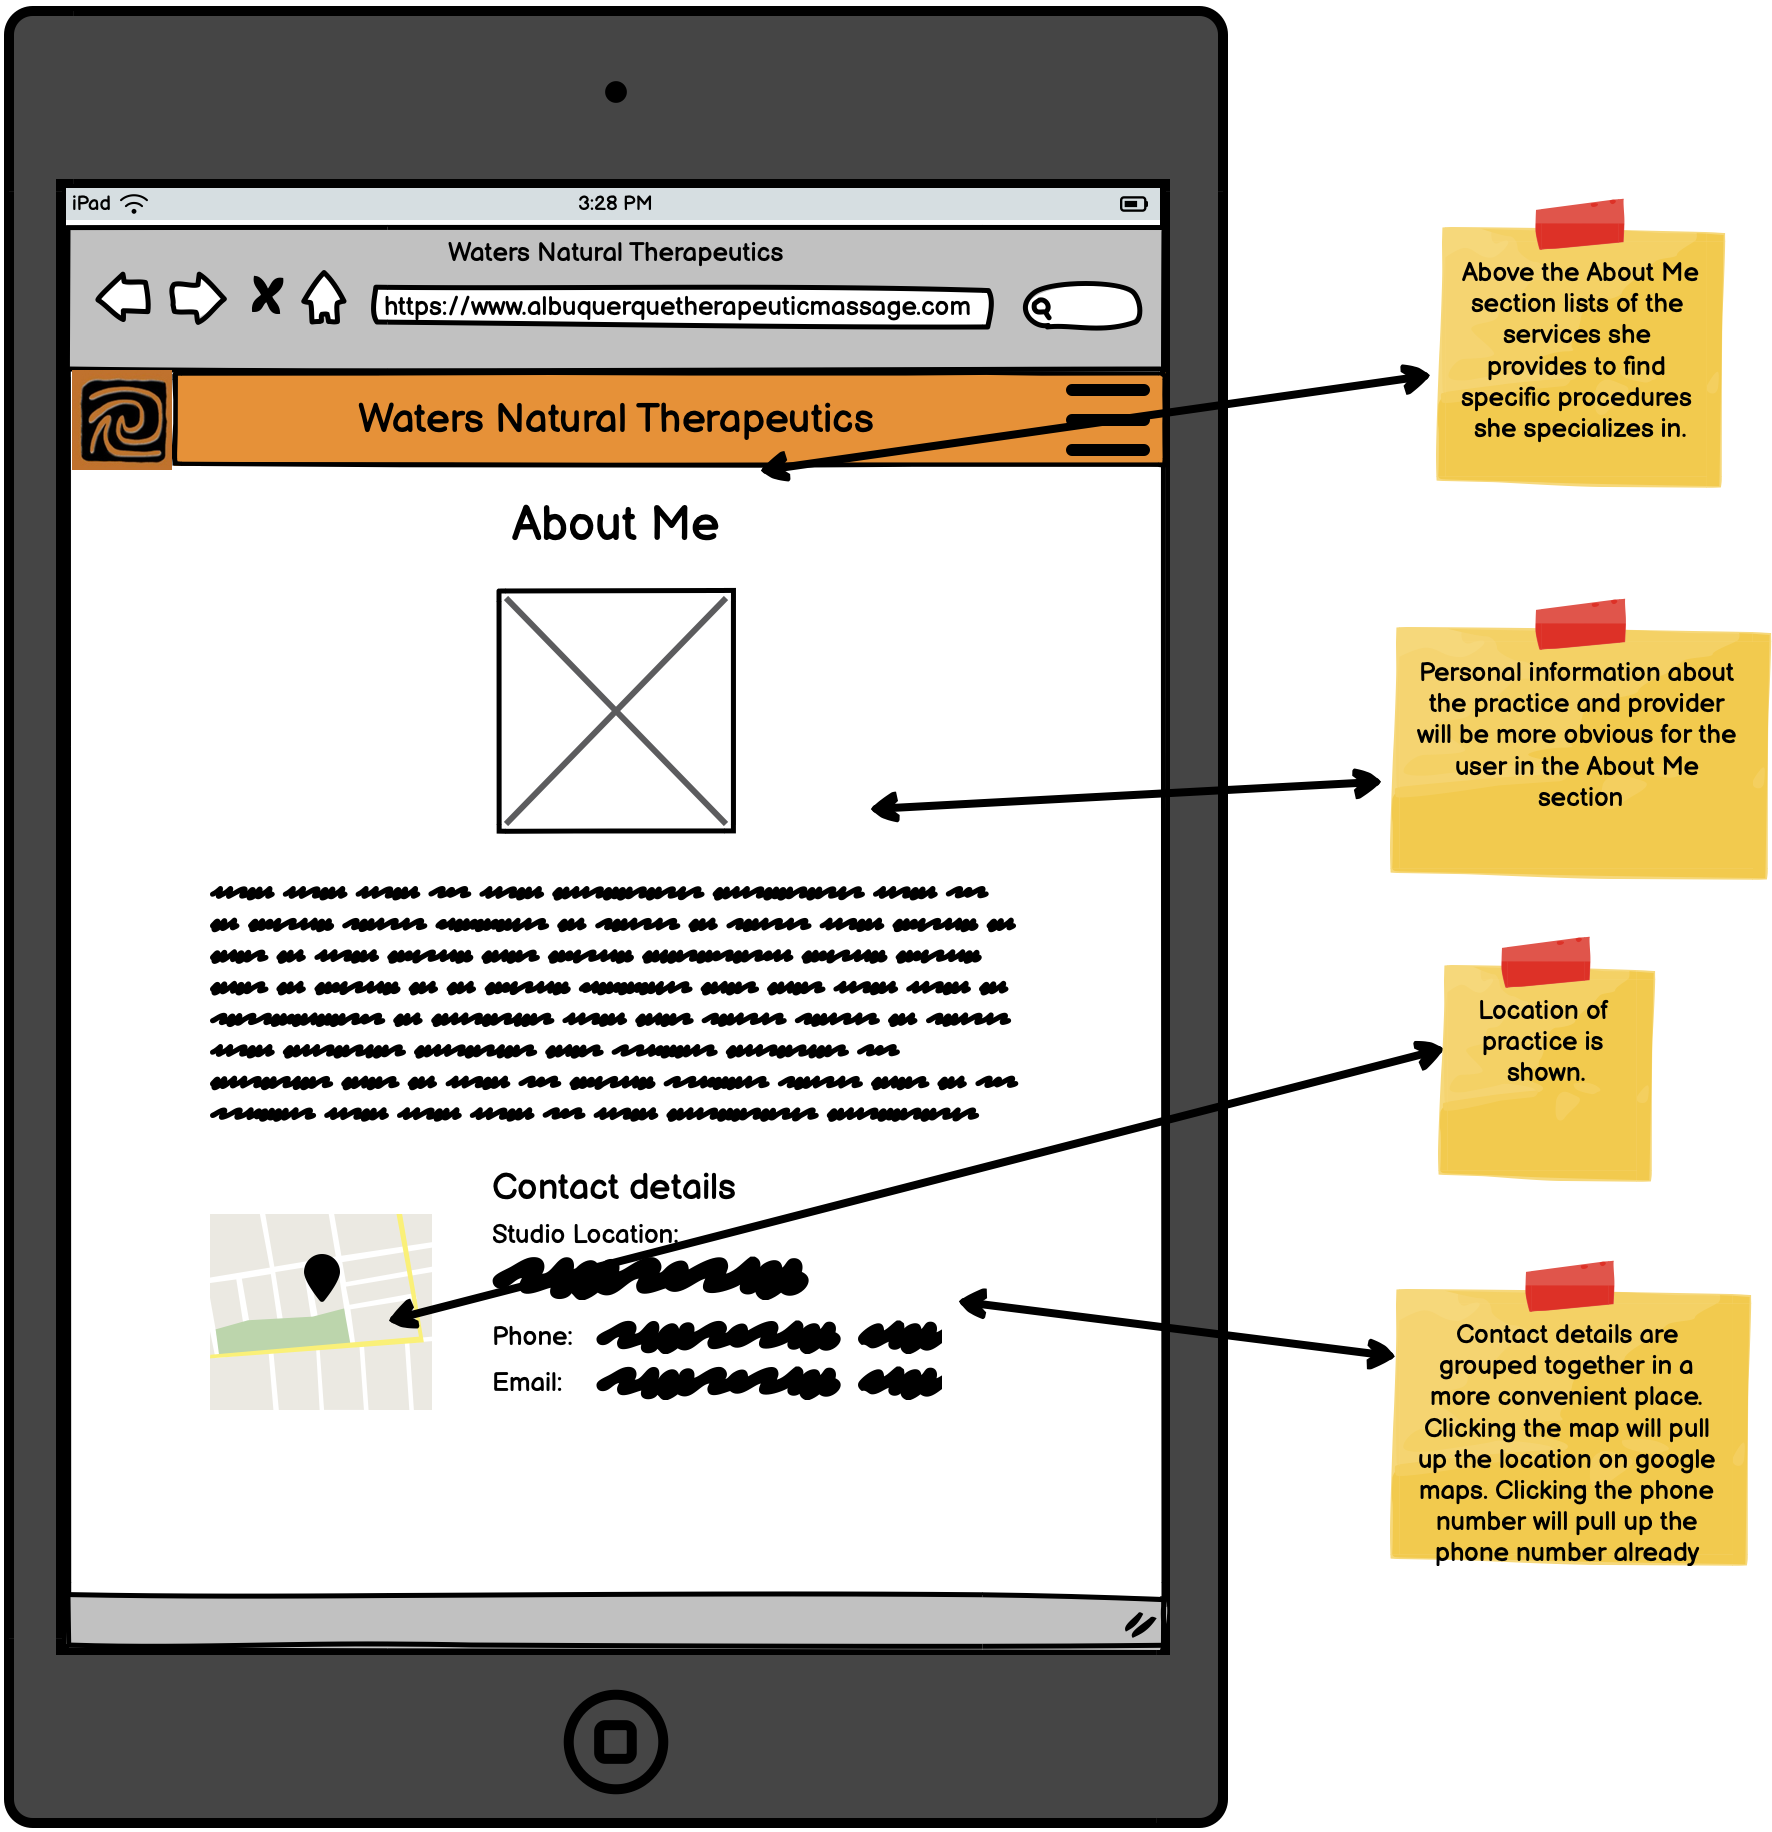 iPad
3:28 PM
Waters Natural Therapeutics
https://www.albuquerquetherapeuticmassage.com
Waters Natural Therapeutics
About Me
Contact details
Studio Location:
Phone:
Email:
Above the About Me
section lists of the
services she
provides to find
specific procedures
she specializes in.
Personal information about
the practice and provider
will be more obvious for the
user in the About Me
section
Location of
practice is
shown.
Contact details are
grouped together in a
more convenient place.
Clicking the map will pull
up the location on google
maps. Clicking the phone
number will pull up the
phone number already